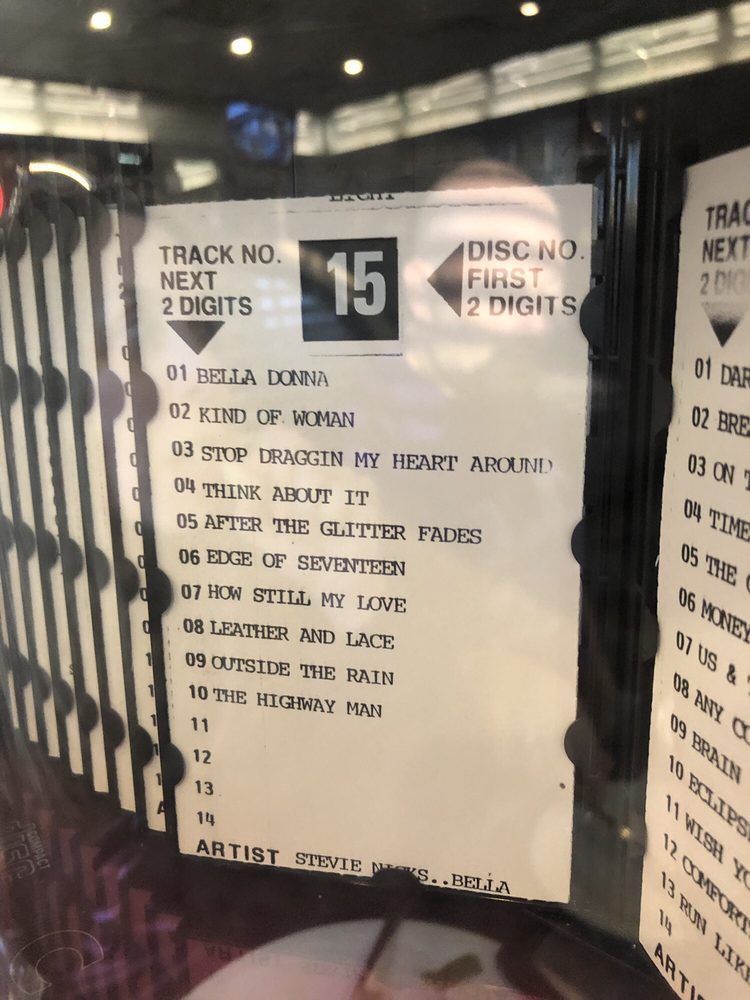 TRACK NO.
NEXT
2 DIGITS
15
DISC NO.
FIRST
2 DIGITS
01 BELLA DONNA
02 KIND OF WOMAN
03 STOP DRAGGIN MY HEART AROUND
04 THINK ABOUT IT
05 AFTER THE GLITTER FADES
06 EDGE OF SEVENTEEN
07 HOW STILL MY LOVE
08 LEATHER AND LACE
09 OUTSIDE THE RAIN
10 THE HIGHWAY MAN
11
12
13
14
ARTIST STEVIE NICKS..BELLA
NEXT
01
02 BRE
03 ON
04 TIME
05 THE
06 MONEY
07 US &
08 ANY
09 BRAIN
10 ECLIPS
11 WISH
12 COMFORT
13 RUN LIK
14